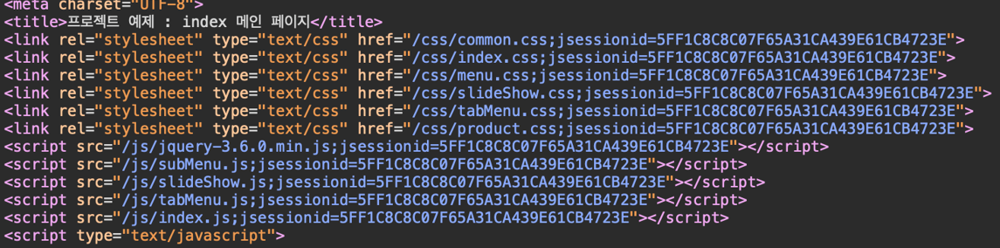 <meta charset="UTF-8">
<title>프로젝트 예제 : index 메인 페이지</title>
<link rel="stylesheet" type="text/css" href="/css/common.css;jsessionid=5FF1C8C8C07F65A31CA439E61CB4723E">
<link rel="stylesheet" type="text/css" href="/css/index.css;jsessionid=5FF1C8C8C07F65A31CA439E61CB4723E">
<link rel="stylesheet" type="text/css" href="/css/menu.css;jsessionid=5FF1C8C8C07F65A31CA439E61CB4723E">
<link rel="stylesheet" type="text/css" href="/css/slideShow.css;jsessionid=5FF1C8C8C07F65A31CA439E61CB4723E">
<link rel="stylesheet" type="text/css" href="/css/tabMenu.css;jsessionid=5FF1C8C8C07F65A31CA439E61CB4723E">
<link rel="stylesheet" type="text/css" href="/css/product.css;jsessionid=5FF1C8C8C07F65A31CA439E61CB4723E">
<script src="/js/jquery-3.6.0.min.js;jsessionid=5FF1C8C8C07F65A31CA439E61CB4723E"></script>
<script src="/js/subMenu.js;jsessionid=5FF1C8C8C07F65A31CA439E61CB4723E"></script>
<script src="/js/slideShow.js;jsessionid=5FF1C8C8C07F65A31CA439E61CB4723E"></script>
<script src="/js/tabMenu.js;jsessionid=5FF1C8C8C07F65A31CA439E61CB4723E"></script>
<script src="/js/index.js;jsessionid=5FF1C8C8C07F65A31CA439E61CB4723E"></script>
<script type="text/javascript">